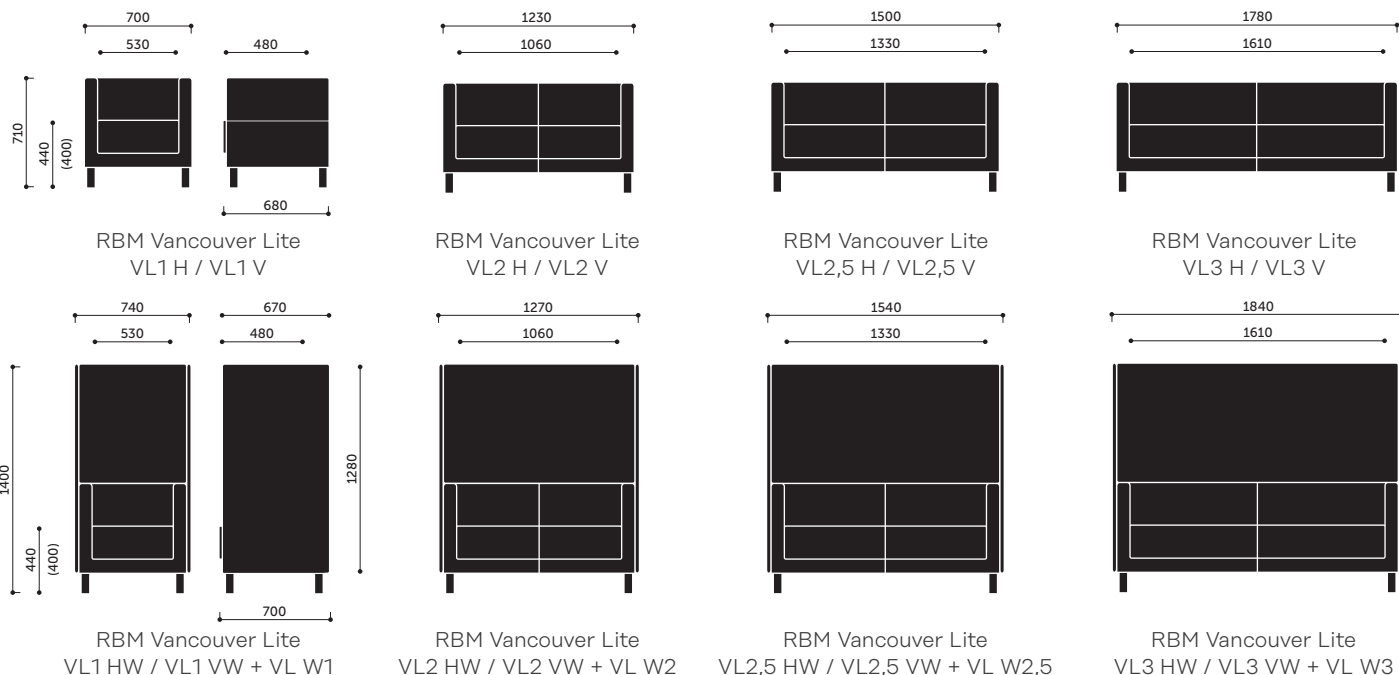 700
1230
1500
1780
530
480
1060
1330
1610
710
440
(400)
680
RBM Vancouver Lite
VL1 H / VL1 V
RBM Vancouver Lite
VL2 H / VL2 V
RBM Vancouver Lite
VL2,5 H / VL2,5 V
RBM Vancouver Lite
VL3 H / VL3 V
740
670
1270
1540
1840
530
480
1060
1330
1610
1400
440
(400)
1280
700
RBM Vancouver Lite
VL1 HW / VL1 VW + VL W1
RBM Vancouver Lite
VL2 HW / VL2 VW + VL W2
RBM Vancouver Lite
VL2,5 HW / VL2,5 VW + VL W2,5
RBM Vancouver Lite
VL3 HW / VL3 VW + VL W3